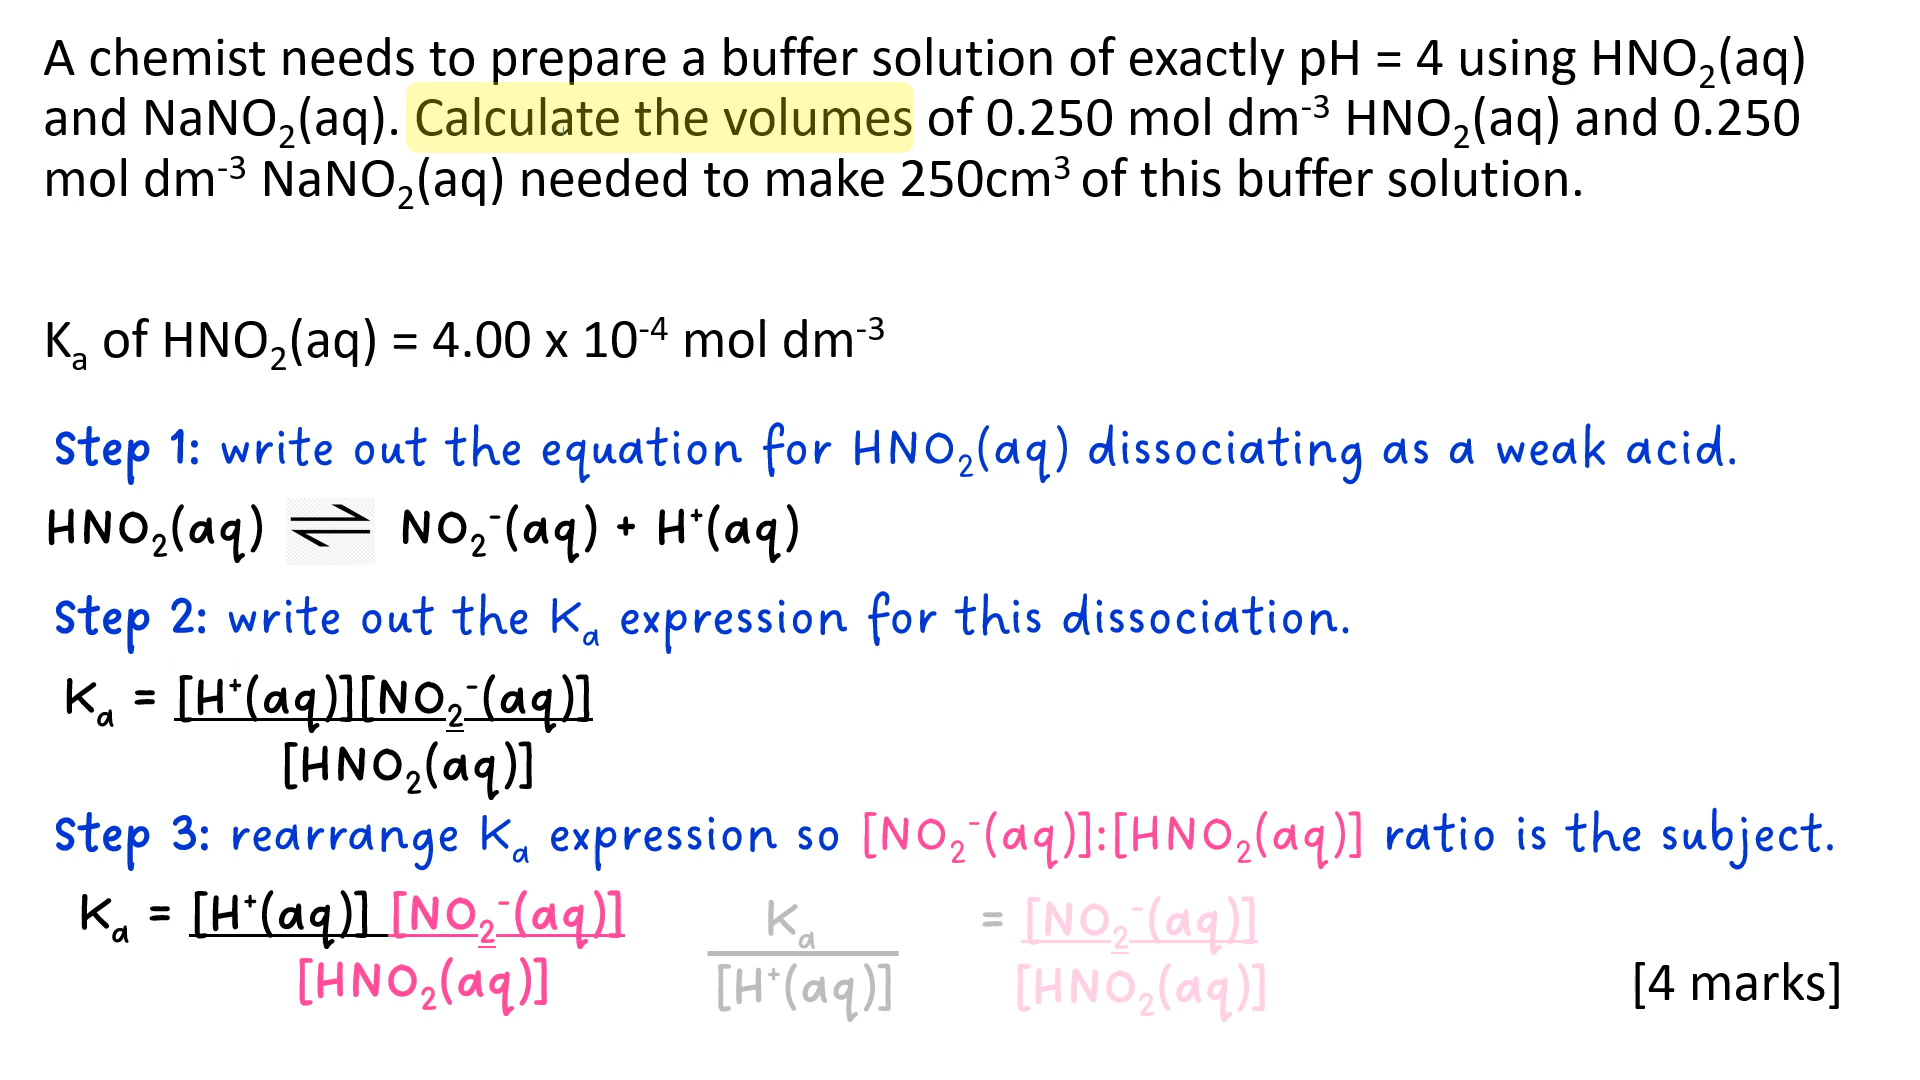 A chemist needs to prepare a buffer solution of exactly pH = 4 using HNO₂(aq)
and NaNO₂(aq). Calculate the volumes of 0.250 mol dm⁻³ HNO₂(aq) and 0.250
mol dm⁻³ NaNO₂(aq) needed to make 250cm³ of this buffer solution.
Kₐ of HNO₂(aq) = 4.00 x 10⁻⁴ mol dm⁻³
Step 1: write out the equation for HNO₂(aq) dissociating as a weak acid.
HNO₂(aq) ⇌ NO₂⁻(aq) + H⁺(aq)
Step 2: write out the Kₐ expression for this dissociation.
Kₐ = [H⁺(aq)][NO₂⁻(aq)]
[HNO₂(aq)]
Step 3: rearrange Kₐ expression so [NO₂⁻(aq)]:[HNO₂(aq)] ratio is the subject.
Kₐ = [H⁺(aq)] [NO₂⁻(aq)] Kₐ = [NO₂⁻(aq)]
[HNO₂(aq)] [H⁺(aq)] [HNO₂(aq)] [4 marks]